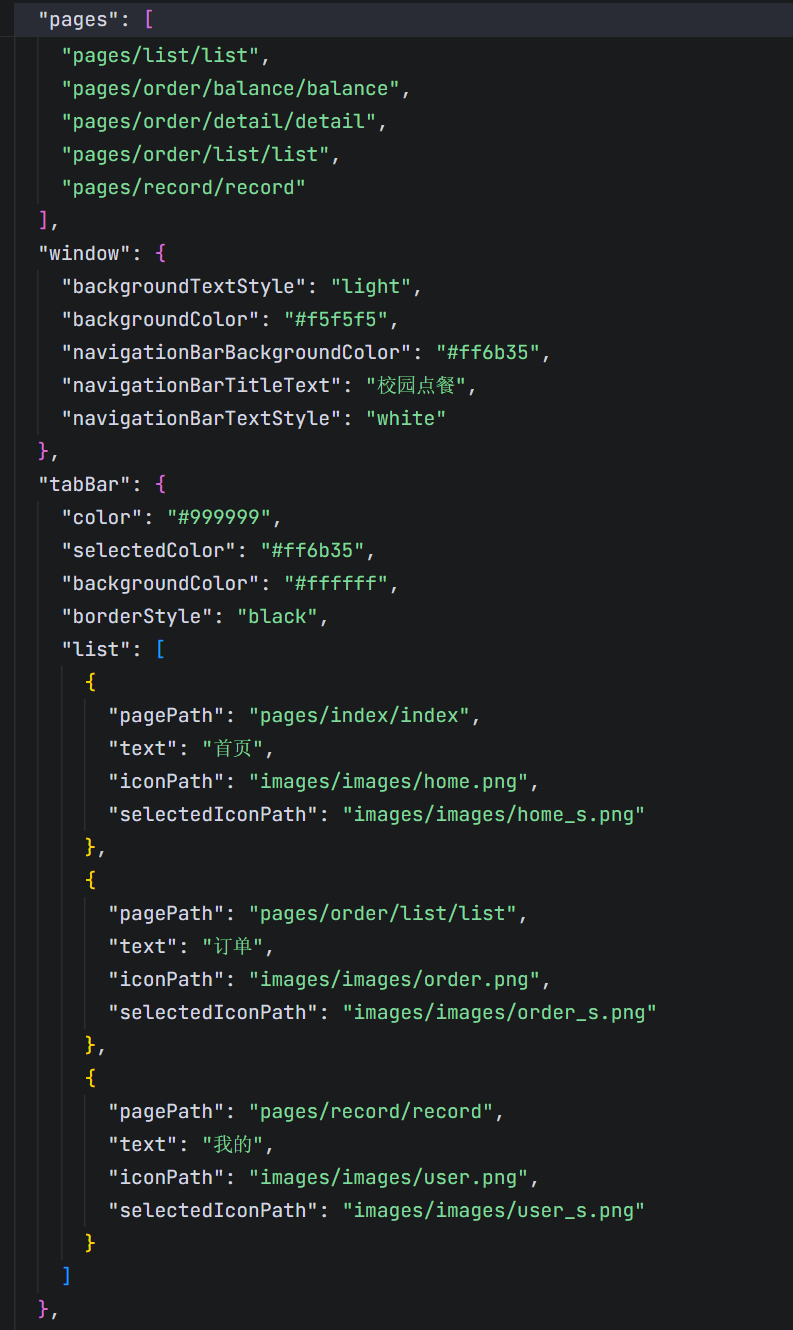 "pages": [
"pages/list/list",
"pages/order/balance/balance",
"pages/order/detail/detail",
"pages/order/list/list",
"pages/record/record"
],
"window": {
"backgroundTextStyle": "light",
"backgroundColor": "#f5f5f5",
"navigationBarBackgroundColor": "#ff6b35",
"navigationBarTitleText": "校园点餐",
"navigationBarTextStyle": "white"
},
"tabBar": {
"color": "#999999",
"selectedColor": "#ff6b35",
"backgroundColor": "#ffffff",
"borderStyle": "black",
"list": [
{
"pagePath": "pages/index/index",
"text": "首页",
"iconPath": "images/images/home.png",
"selectedIconPath": "images/images/home_s.png"
},
{
"pagePath": "pages/order/list/list",
"text": "订单",
"iconPath": "images/images/order.png",
"selectedIconPath": "images/images/order_s.png"
},
{
"pagePath": "pages/record/record",
"text": "我的",
"iconPath": "images/images/user.png",
"selectedIconPath": "images/images/user_s.png"
}
]
},